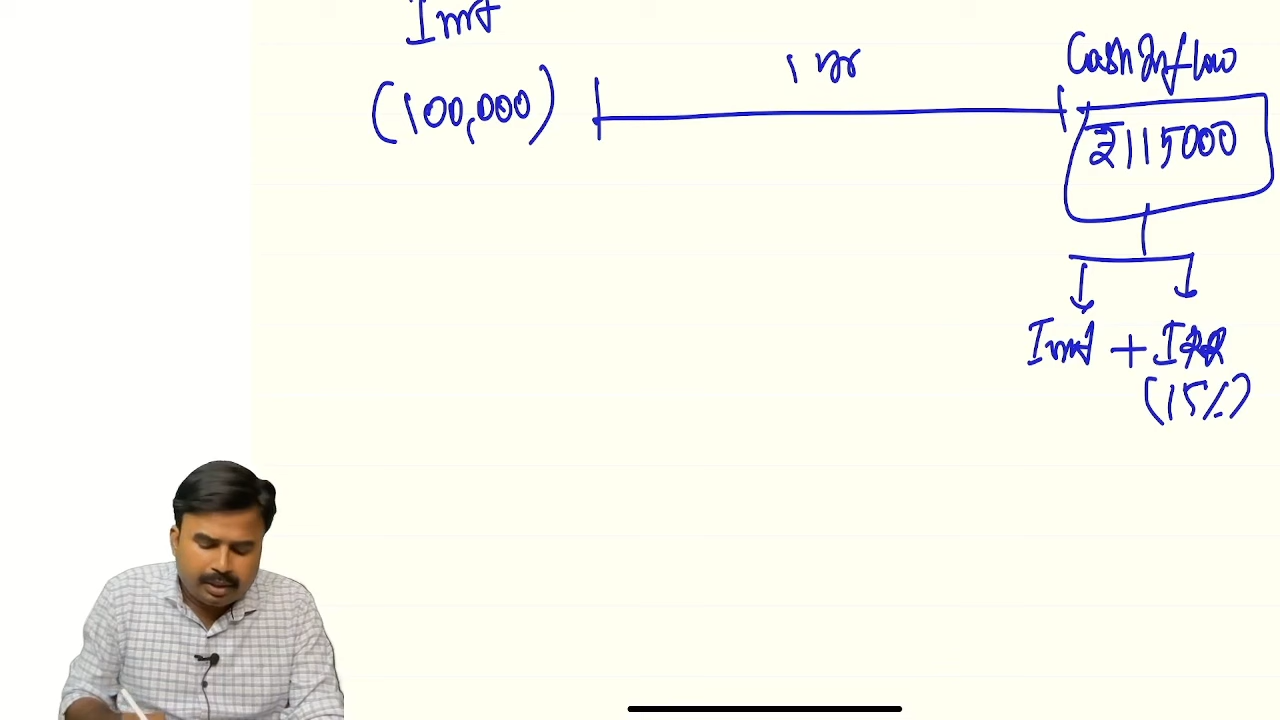 Invt
(100,000)
1 yr
Cash Inflow
₹115000
Invt + IRR
(15%)